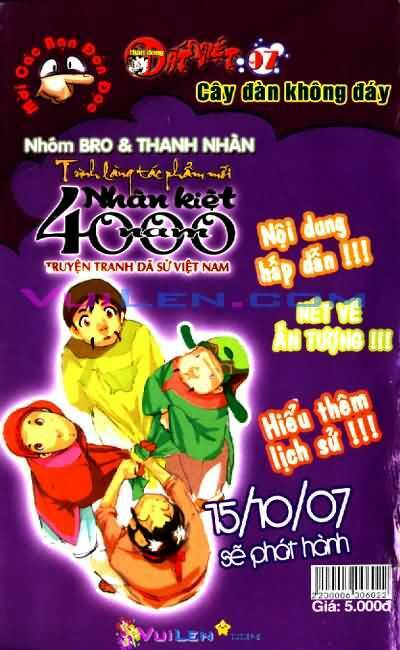 Mời Các Bạn Đón Đọc
thần đồng
ĐẤT VIỆT 97
Cây đàn không đáy
Nhóm BRO & THANH NHÀN
Trình làng tác phẩm mới
Nhân kiệt
4000
năm
TRUYỆN TRANH DÃ SỬ VIỆT NAM
Nội dung
hấp dẫn !!!
VuiLen.com
NÉT VẼ
ẤN TƯỢNG !!!
Hiểu thêm
lịch sử !!!
15/10/07
sẽ phát hành
2200006306022
Giá: 5.000đ
VuiLen.com